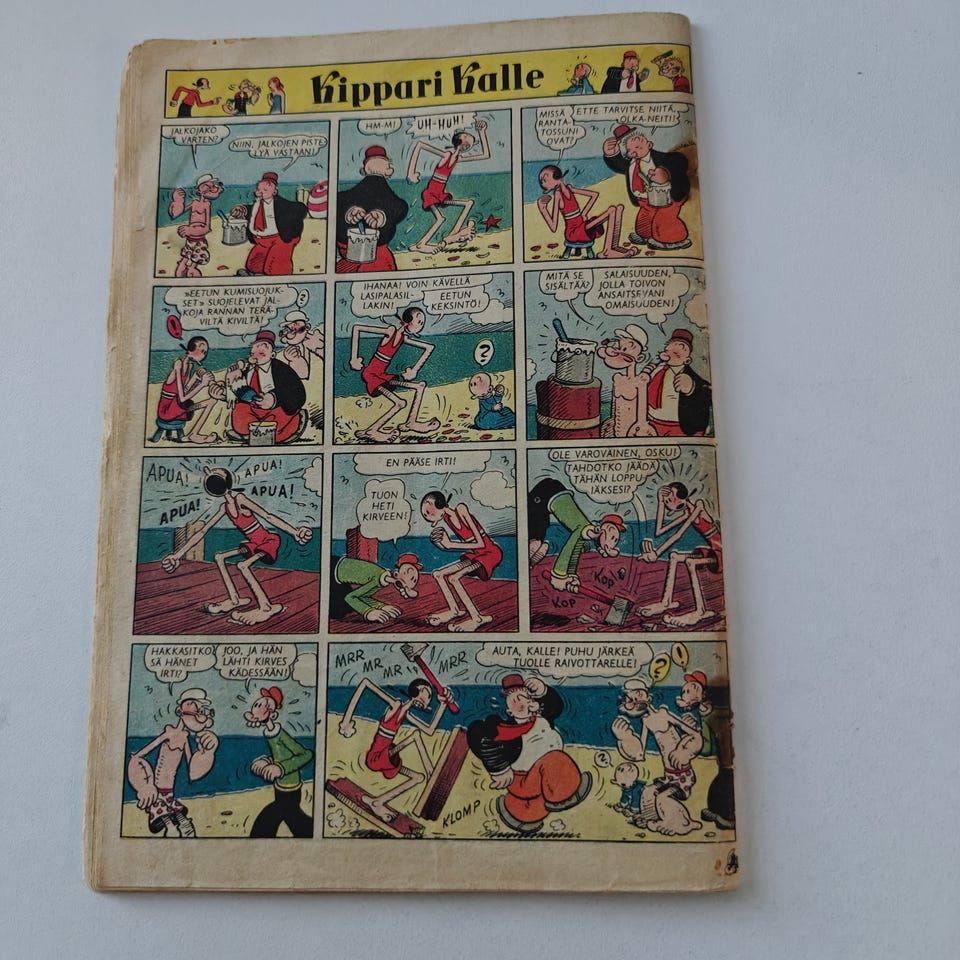 Kippari Kalle
JALKOJAKO
VARTEN?
NIIN, JALKOJEN PISTE-
LYÄ VASTAAN!
HM-M!
UH-HUH!
MISSÄ
RANTA-
TOSSUNI
OVAT?
ETTE TARVITSE NIITÄ,
OLKA-NEITI!
»EETUN KUMISUOJUK-
SET» SUOJELEVAT JAL-
KOJA RANNAN TERÄ-
VILTÄ KIVILTÄ!
!
?
IHANAA! VOIN KÄVELLÄ
LASIPALASIL-
LAKIN!
EETUN
KEKSINTÖ!
?
MITÄ SE
SISÄLTÄÄ?
SALAISUUDEN,
JOLLA TOIVON
ANSAITSEVANI
OMAISUUDEN!
APUA!
APUA!
APUA!
APUA!
EN PÄÄSE IRTI!
TUON
HETI
KIRVEEN!
OLE VAROVAINEN, OSKU!
TAHDOTKO JÄÄDÄ
TÄHÄN LOPPU-
IÄKSESI?
KOP
KOP
HAKKASITKO
SÄ HÄNET
IRTI?
JOO, JA HÄN
LÄHTI KIRVES
KÄDESSÄÄN!
MRR
MR
MRR
AUTA, KALLE! PUHU JÄRKEÄ
TUOLLE RAIVOTTARELLE!
?
!
?
KLOMP